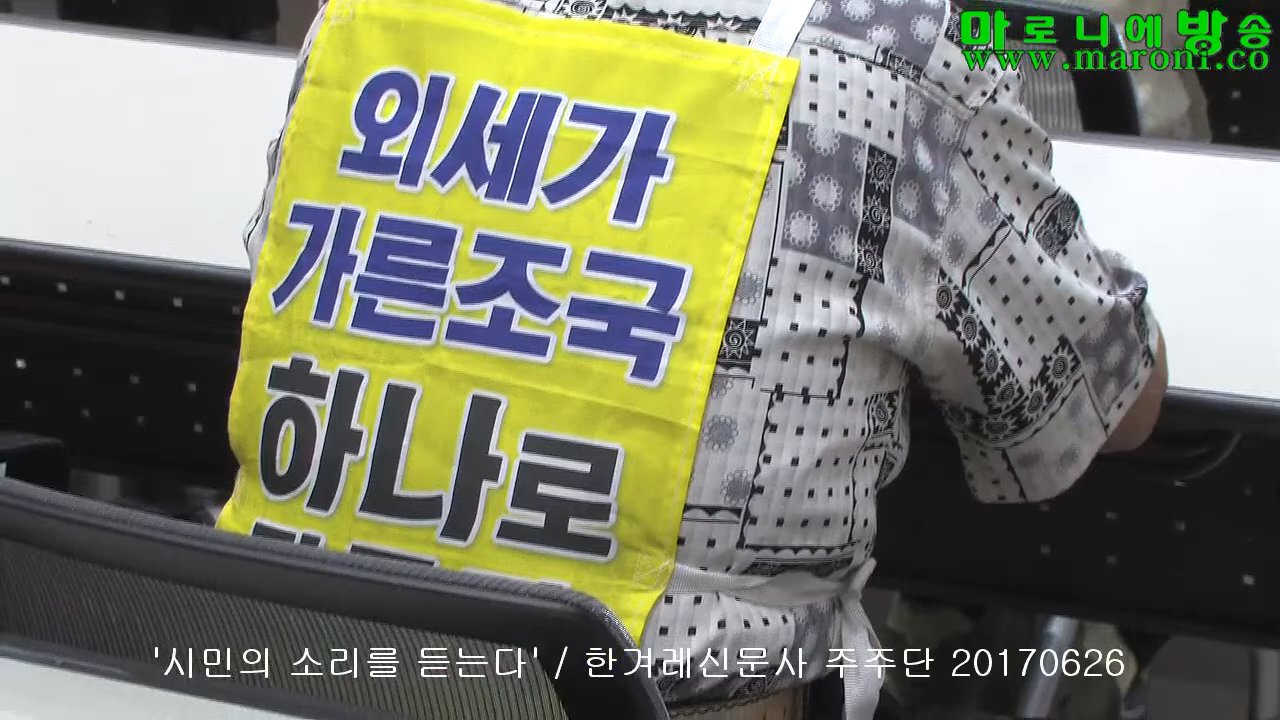 마로니에방송
www.maroni.co
외세가
가른조국
하나로
'시민의 소리를 듣는다' / 한겨레신문사 주주단 20170626